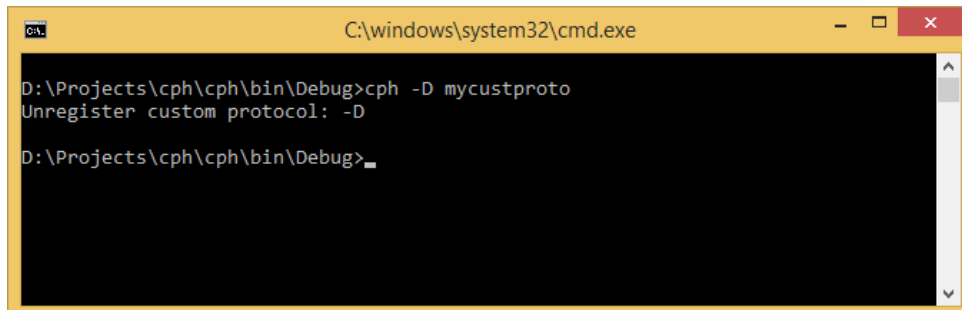 C:\windows\system32\cmd.exe
D:\Projects\cph\cph\bin\Debug>cph -D mycustproto
Unregister custom protocol: -D
D:\Projects\cph\cph\bin\Debug>